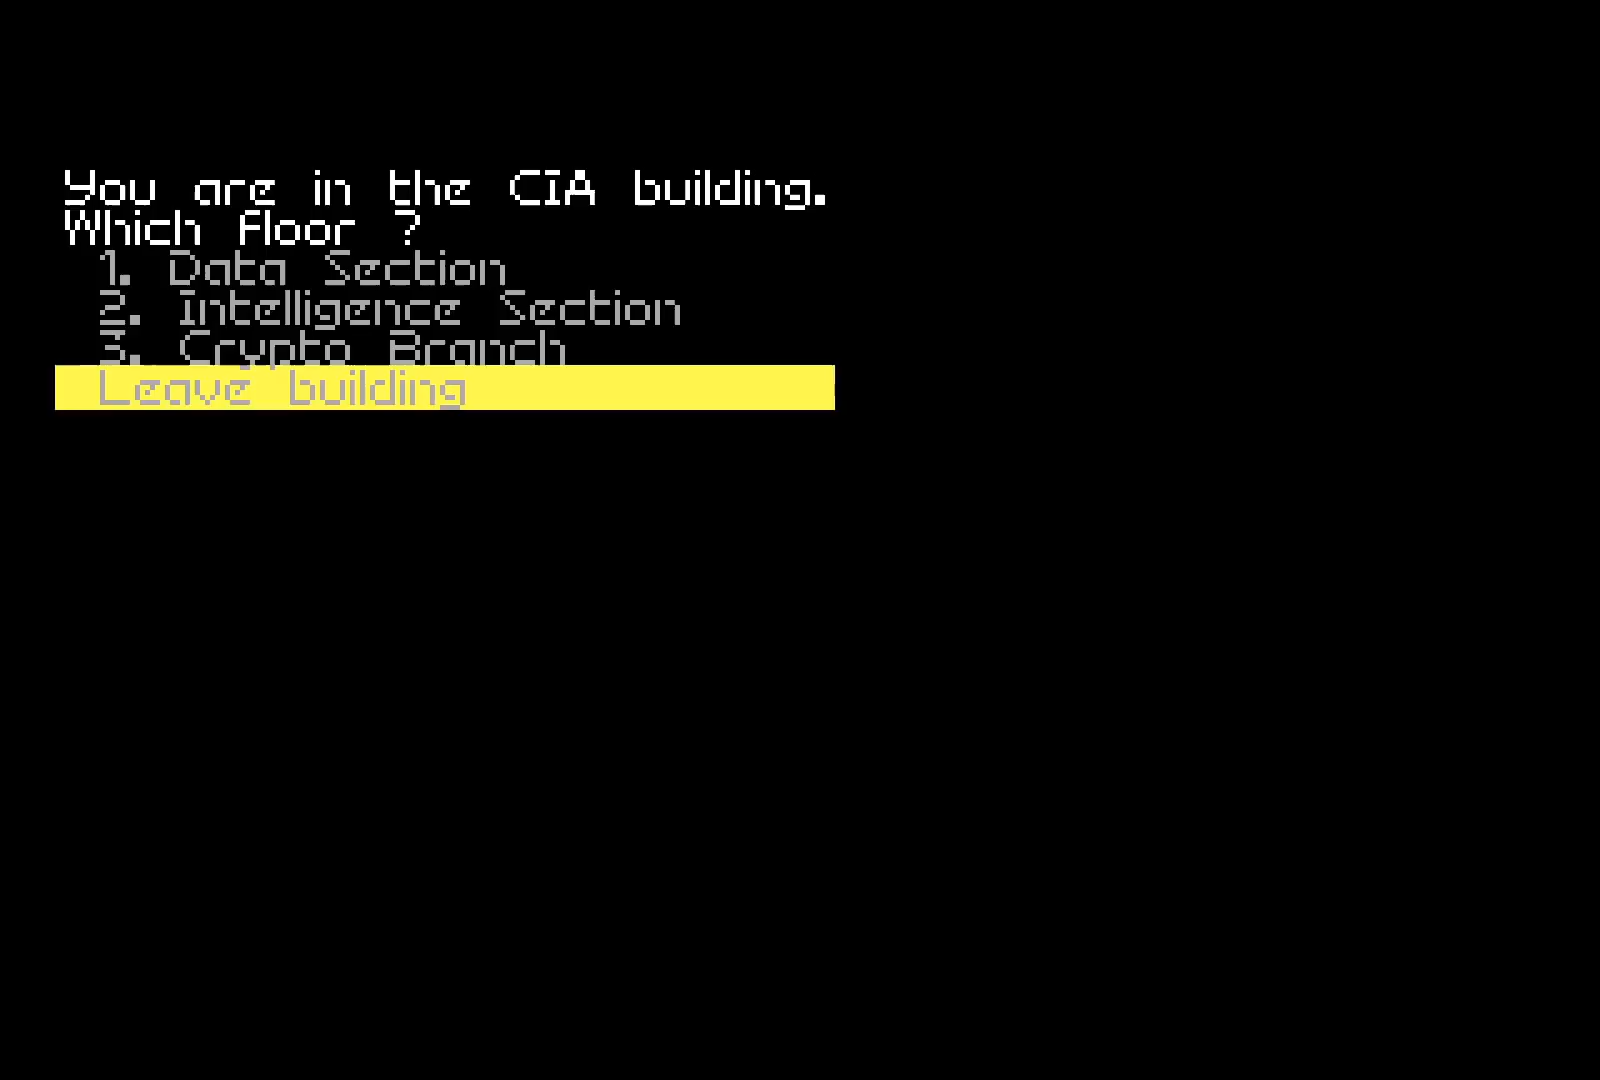 You are in the CIA building.
Which floor ?
1. Data Section
2. Intelligence Section
3. Crypto Branch
Leave building